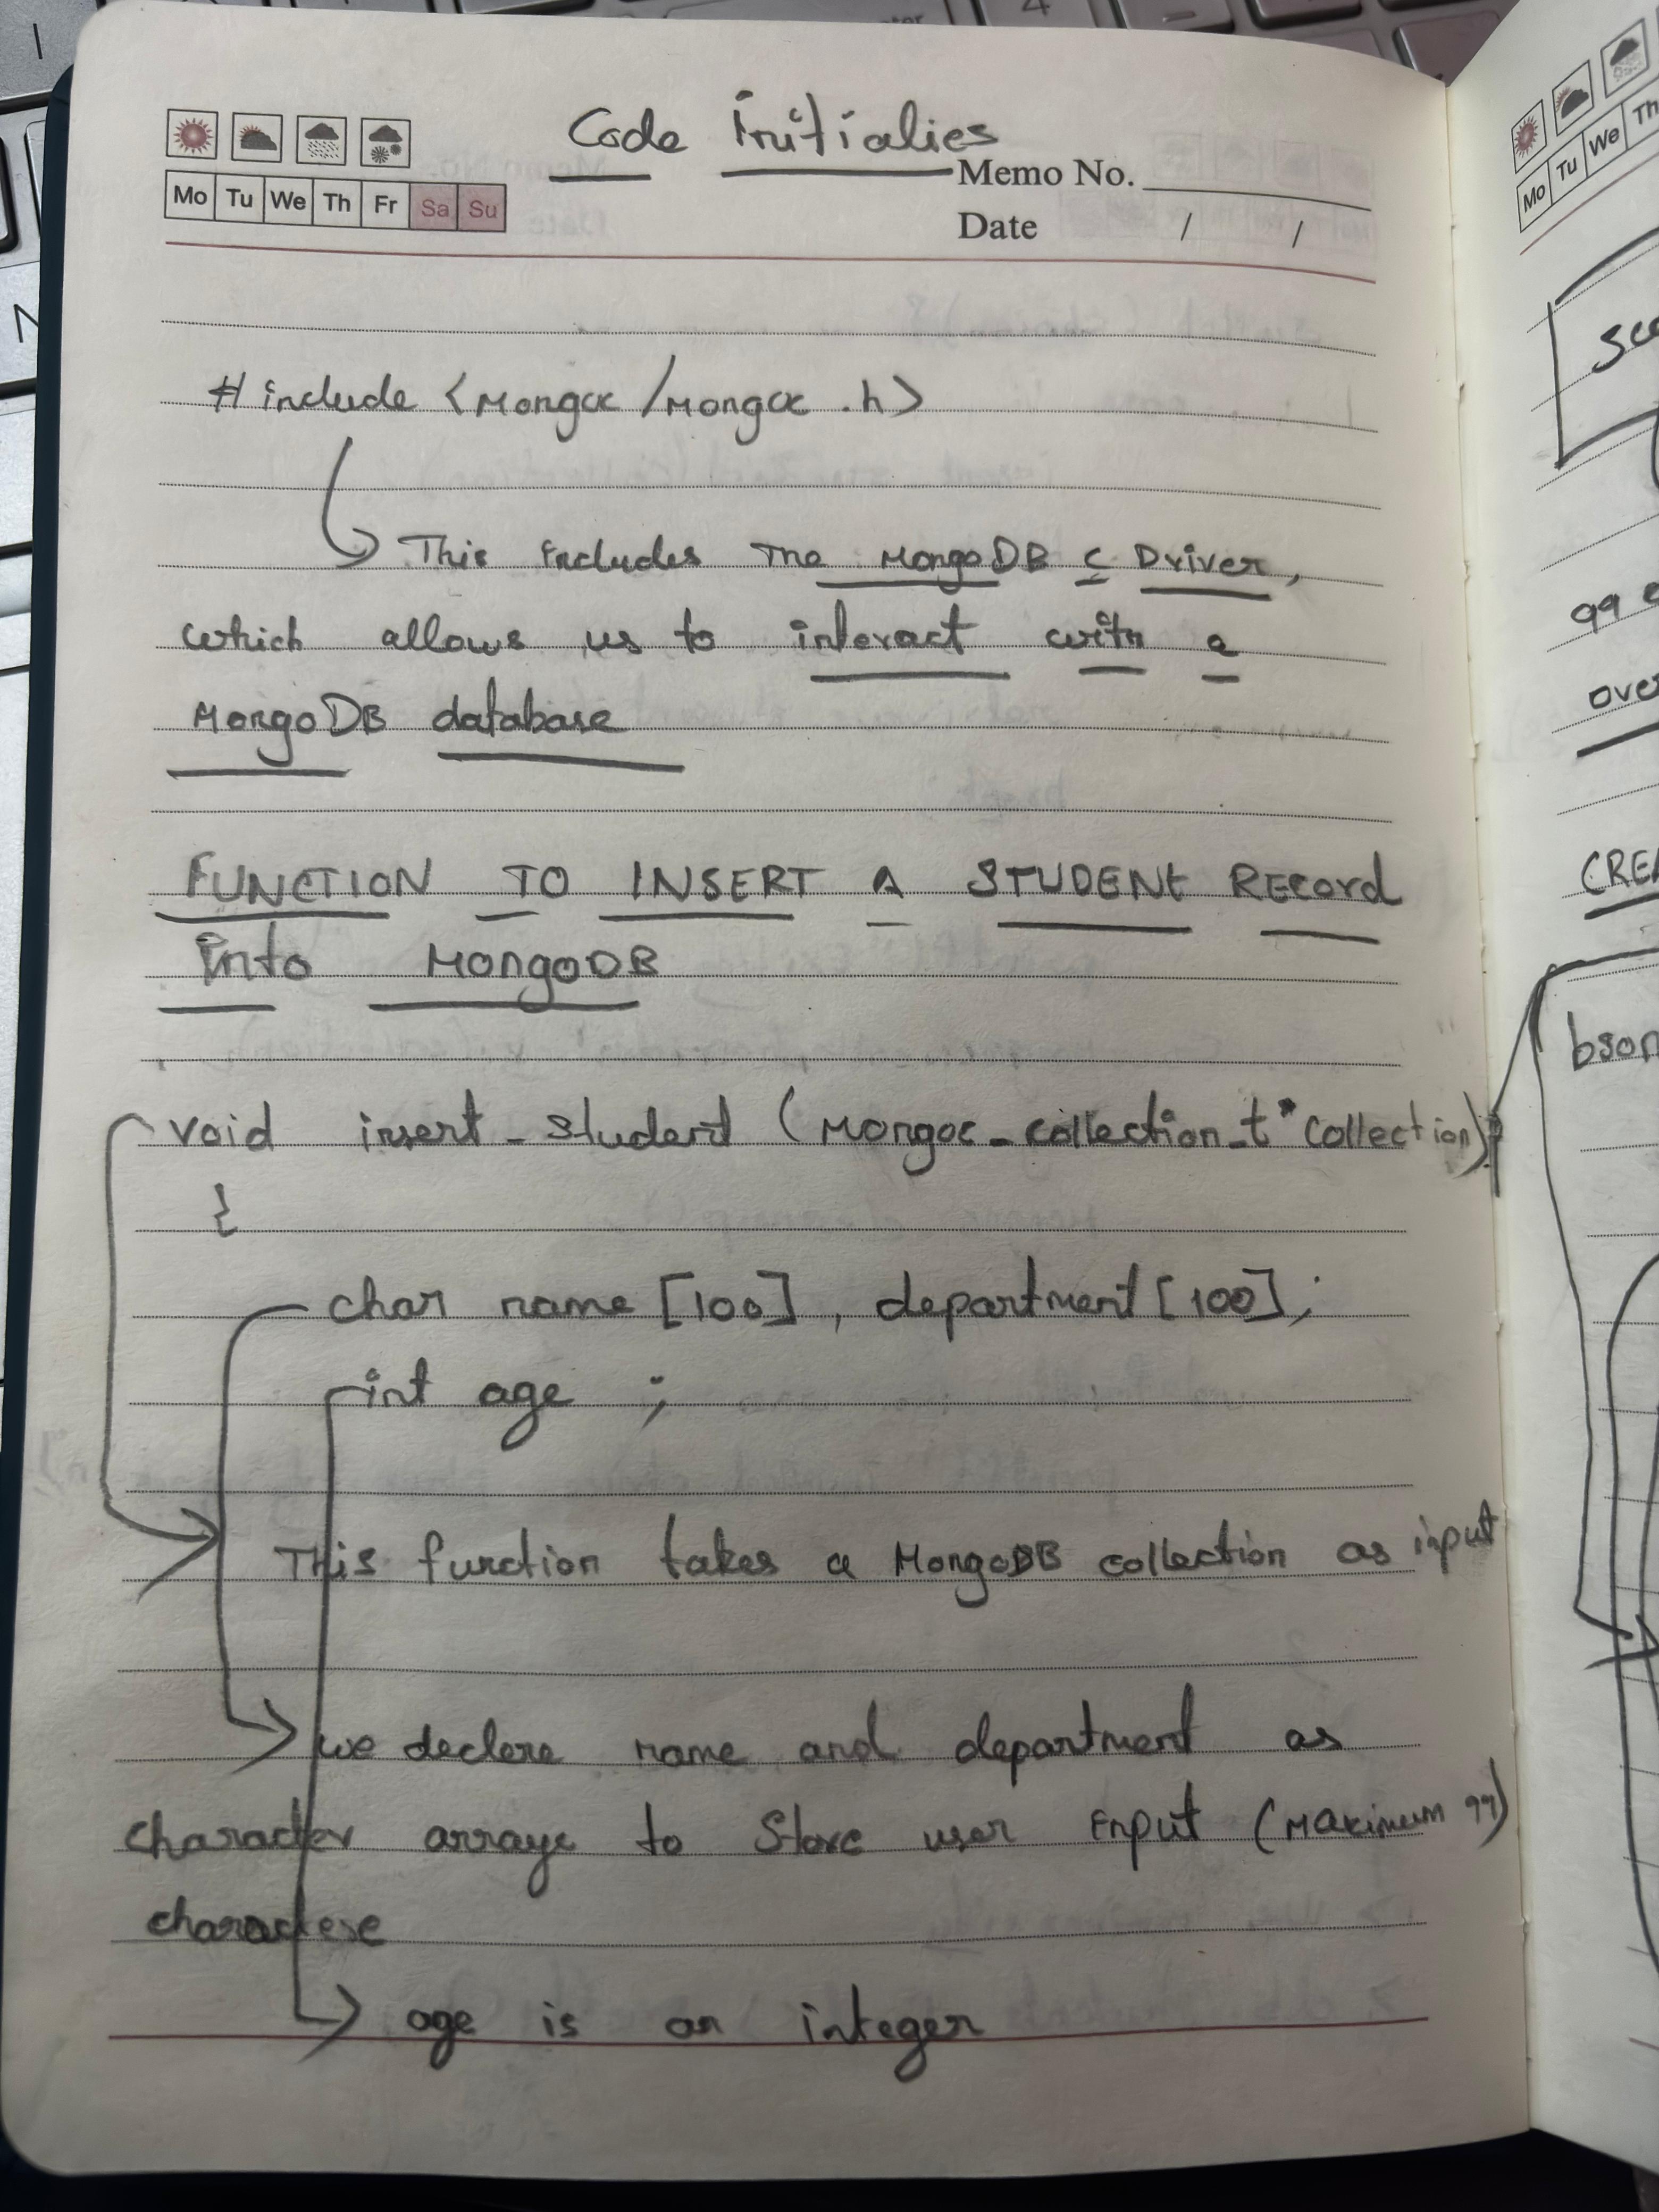 Code Initialies
Memo No.
Mo Tu We Th Fr Sa Su
Date / /
#include <Mongoc/Mongoc.h>
This includes the MongoDB C Driver,
which allows us to interact with a
MongoDB database
FUNCTION TO INSERT A STUDENT RECord
into MongoDB
void insert_student (Mongoc_collection_t* collection)
{
char name [100], department [100];
int age ;
This function takes a MongoDB collection as input
we declare name and department as
character arrays to store user input (Maximum 99)
characters
age is an integer
Mo Tu We Th
99
over
CREA
bson